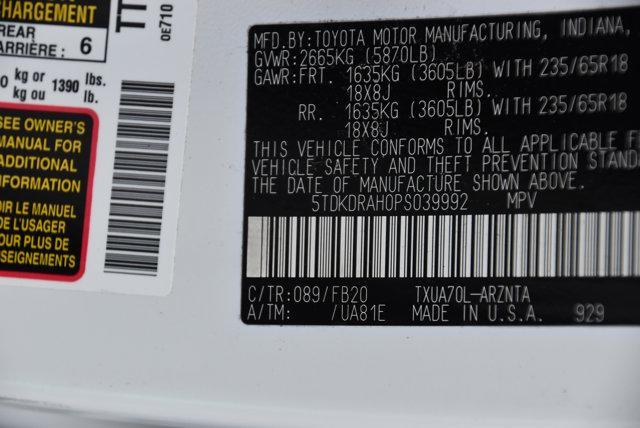 CHARGEMENT
REAR
ARRIÈRE: 6
kg or 1390 lbs.
kg ou lb.
SEE OWNER'S
MANUAL FOR
ADDITIONAL
INFORMATION
LE MANUEL
DE L'USAGER
POUR PLUS DE
RENSEIGNEMENTS
0E710
MFD.BY:TOYOTA MOTOR MANUFACTURING, INDIANA,
GVWR:2665KG (5870LB)
GAWR:FRT. 1635KG (3605LB) WITH 235/65R18
18X8J RIMS.
RR. 1635KG (3605LB) WITH 235/65R18
18X8J RIMS.
THIS VEHICLE CONFORMS TO ALL APPLICABLE
VEHICLE SAFETY AND THEFT PREVENTION STAND
THE DATE OF MANUFACTURE SHOWN ABOVE.
5TDKDRAH0PS039992 MPV
C/TR:089/FB20 TXUA70L-ARZNTA
A/TM: /UA81E MADE IN U.S.A. 929